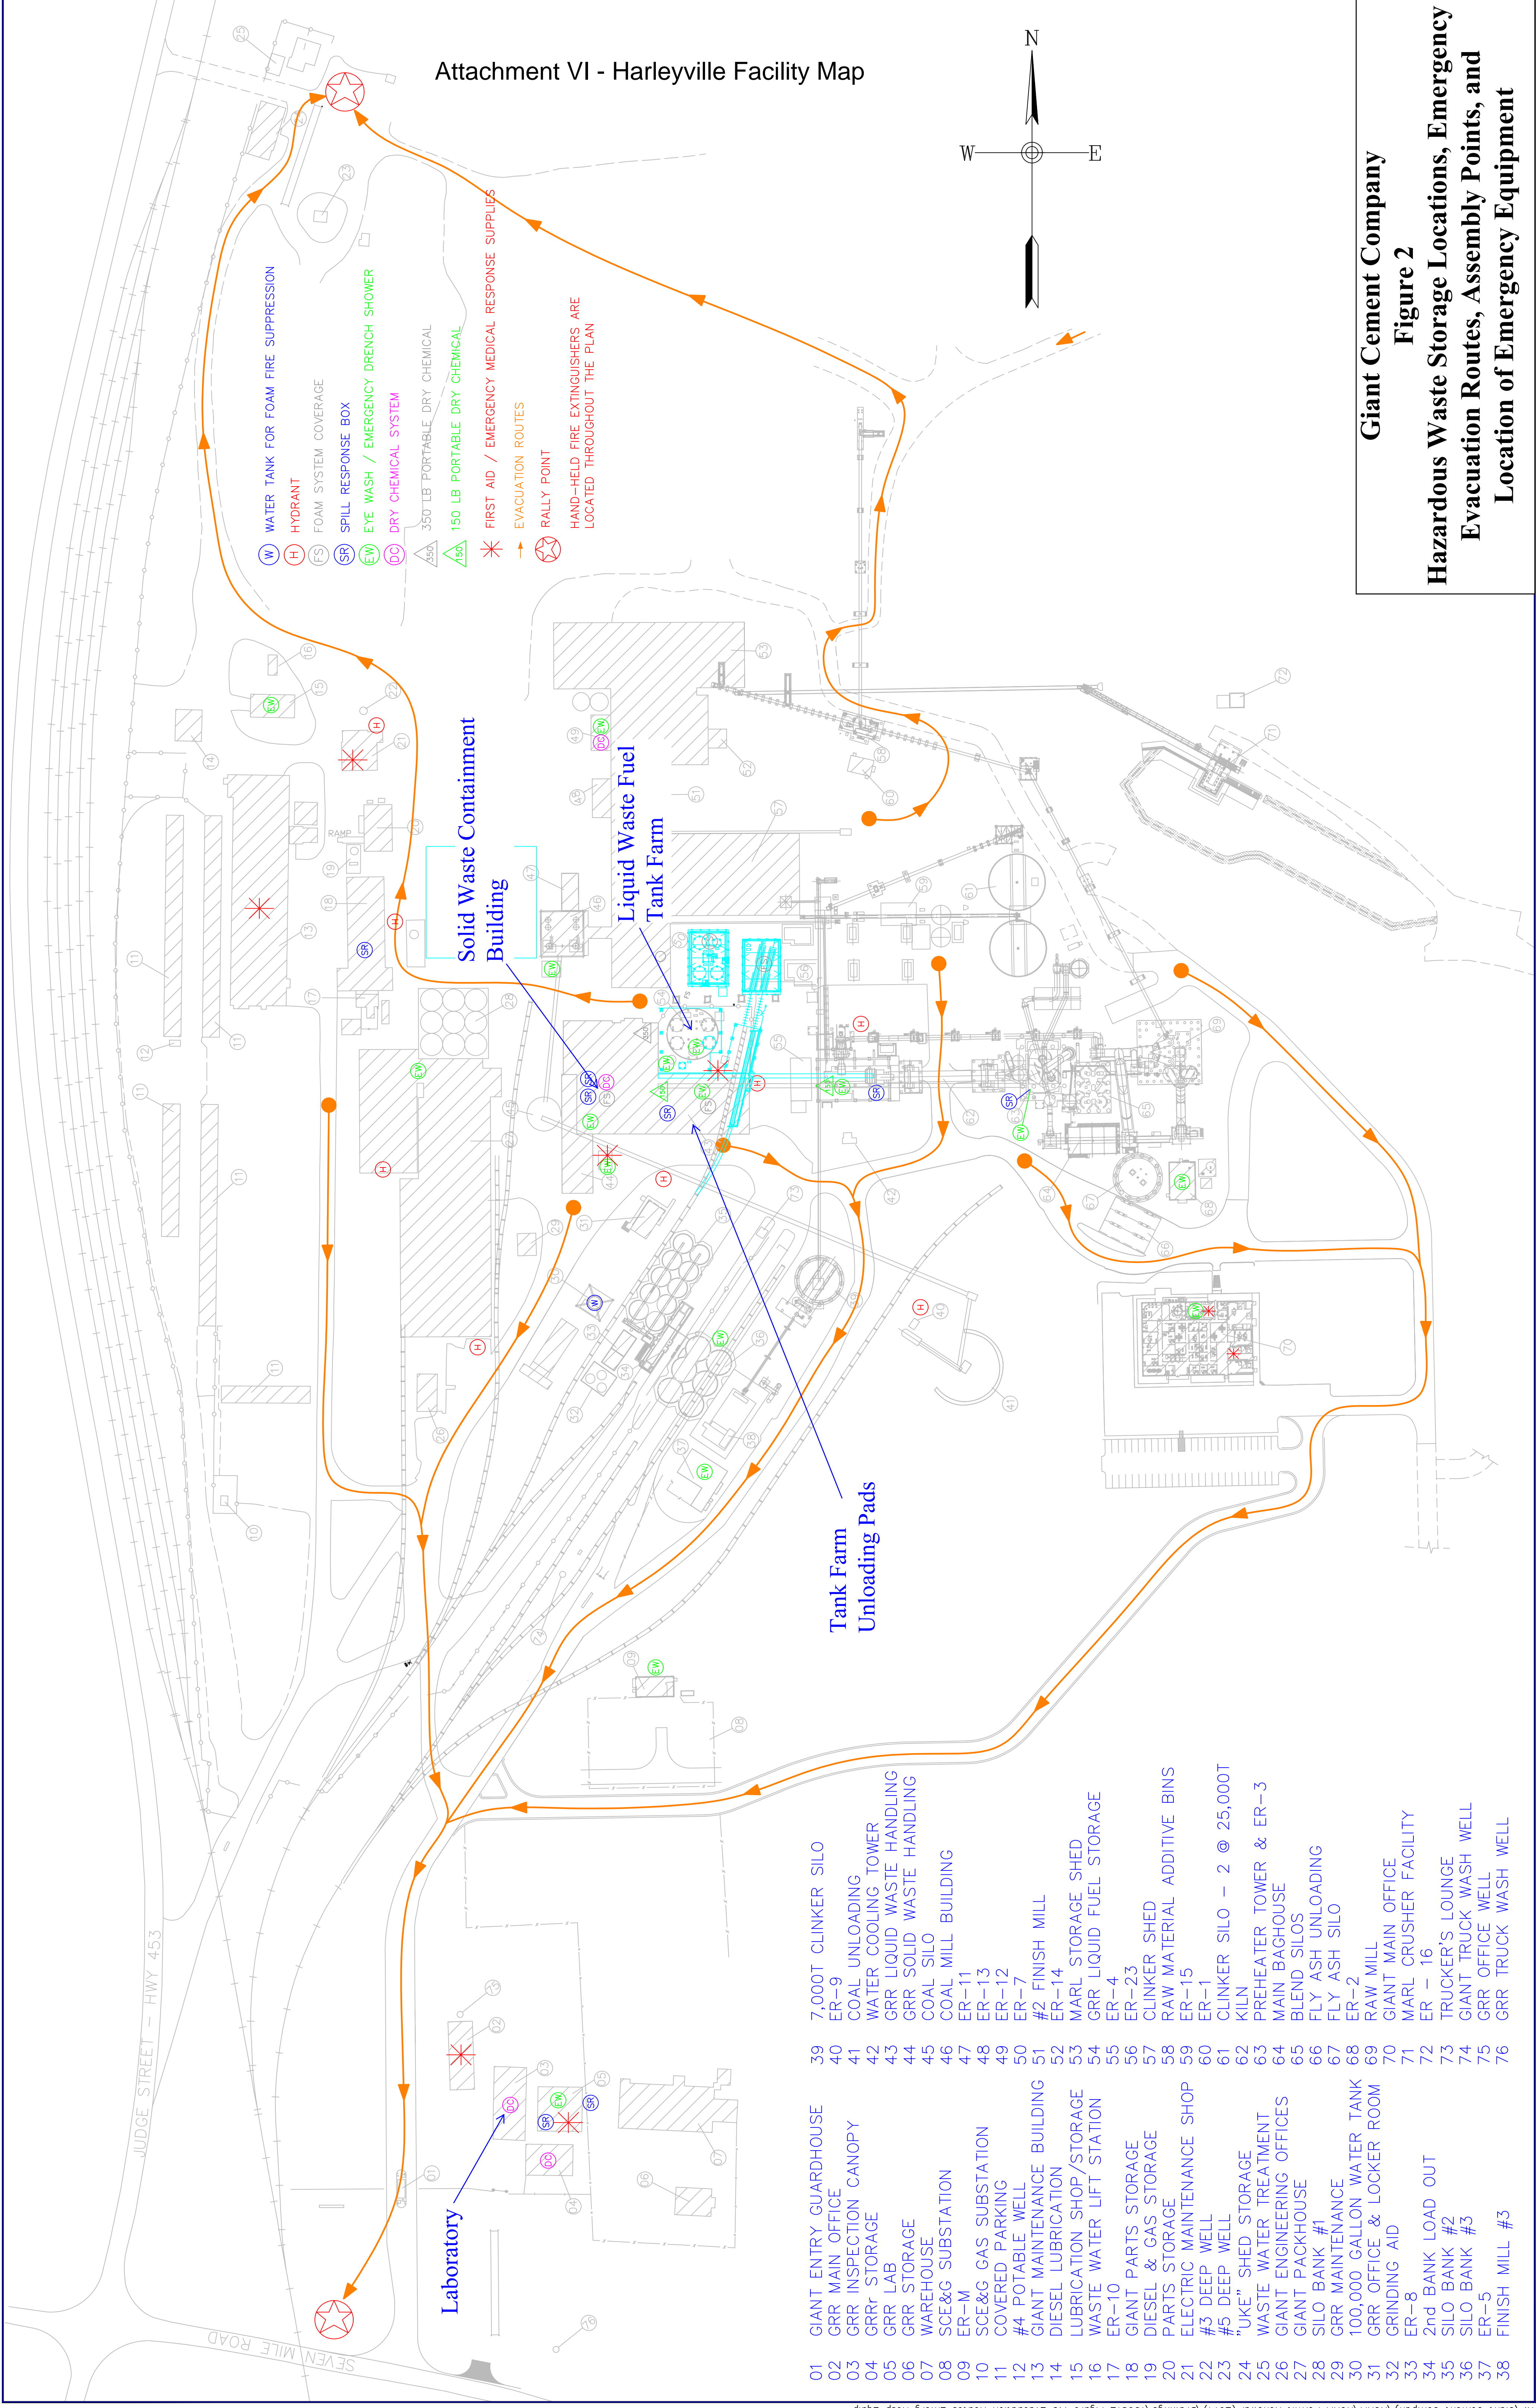 Attachment VI - Harleyville Facility Map
N
W
E
Giant Cement Company
Figure 2
Hazardous Waste Storage Locations, Emergency
Evacuation Routes, Assembly Points, and
Location of Emergency Equipment
W WATER TANK FOR FOAM FIRE SUPPRESSION
H HYDRANT
FS FOAM SYSTEM COVERAGE
SR SPILL RESPONSE BOX
EW EYE WASH / EMERGENCY DRENCH SHOWER
DC DRY CHEMICAL SYSTEM
350 350 LB PORTABLE DRY CHEMICAL
150 150 LB PORTABLE DRY CHEMICAL
FIRST AID / EMERGENCY MEDICAL RESPONSE SUPPLIES
EVACUATION ROUTES
RALLY POINT
HAND-HELD FIRE EXTINGUISHERS ARE
LOCATED THROUGHOUT THE PLAN
Solid Waste Containment
Building
Liquid Waste Fuel
Tank Farm
Tank Farm
Unloading Pads
Laboratory
RAMP
JUDGE STREET - HWY 453
SEVEN MILE ROAD
01 GIANT ENTRY GUARDHOUSE
02 GRR MAIN OFFICE
03 GRR INSPECTION CANOPY
04 GRRr STORAGE
05 GRR LAB
06 GRR STORAGE
07 WAREHOUSE
08 SCE&G SUBSTATION
09 ER-M
10 SCE&G GAS SUBSTATION
11 COVERED PARKING
12 #4 POTABLE WELL
13 GIANT MAINTENANCE BUILDING
14 DIESEL LUBRICATION
15 LUBRICATION SHOP/STORAGE
16 WASTE WATER LIFT STATION
17 ER-10
18 GIANT PARTS STORAGE
19 DIESEL & GAS STORAGE
20 PARTS STORAGE
21 ELECTRIC MAINTENANCE SHOP
22 #3 DEEP WELL
23 #5 DEEP WELL
24 "UKE" SHED STORAGE
25 WASTE WATER TREATMENT
26 GIANT ENGINEERING OFFICES
27 GIANT PACKHOUSE
28 SILO BANK #1
29 GRR MAINTENANCE
30 100,000 GALLON WATER TANK
31 GRR OFFICE & LOCKER ROOM
32 GRINDING AID
33 ER-8
34 2nd BANK LOAD OUT
35 SILO BANK #2
36 SILO BANK #3
37 ER-5
38 FINISH MILL #3
39 7,000T CLINKER SILO
40 ER-9
41 COAL UNLOADING
42 WATER COOLING TOWER
43 GRR LIQUID WASTE HANDLING
44 GRR SOLID WASTE HANDLING
45 COAL SILO
46 COAL MILL BUILDING
47 ER-11
48 ER-13
49 ER-12
50 ER-7
51 #2 FINISH MILL
52 ER-14
53 MARL STORAGE SHED
54 GRR LIQUID FUEL STORAGE
55 ER-4
56 ER-23
57 CLINKER SHED
58 RAW MATERIAL ADDITIVE BINS
59 ER-15
60 ER-1
61 CLINKER SILO - 2 @ 25,000T
62 KILN
63 PREHEATER TOWER & ER-3
64 MAIN BAGHOUSE
65 BLEND SILOS
66 FLY ASH UNLOADING
67 FLY ASH SILO
68 ER-2
69 RAW MILL
70 GIANT MAIN OFFICE
71 MARL CRUSHER FACILITY
72 ER - 16
73 TRUCKER'S LOUNGE
74 GIANT TRUCK WASH WELL
75 GRR OFFICE WELL
76 GRR TRUCK WASH WELL